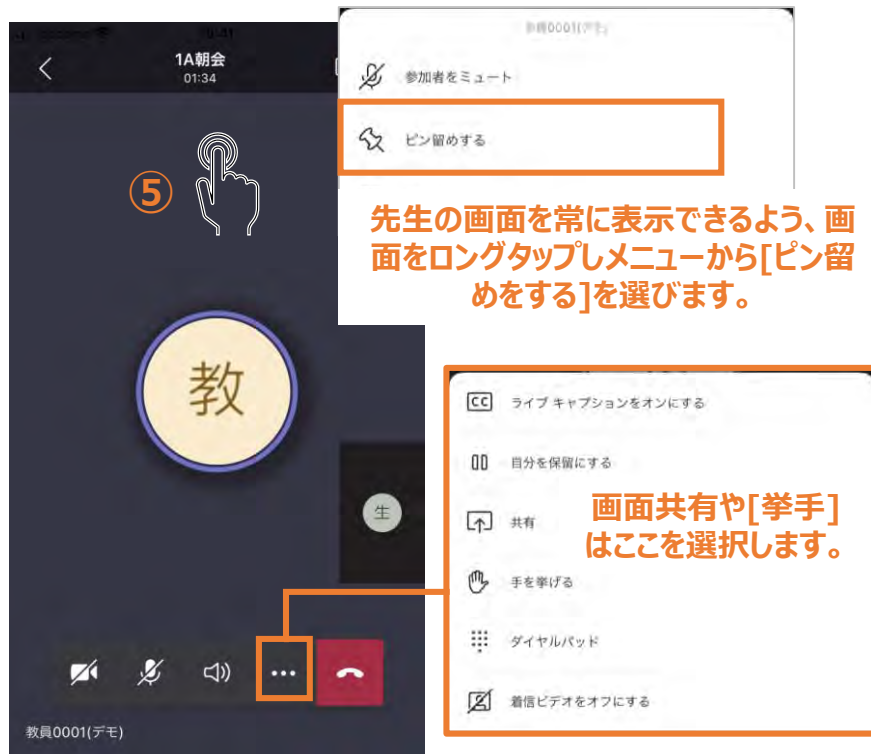 1A朝会
01:34
教員0001(デモ)
参加者をミュート
ピン留めする
⑤
先生の画面を常に表示できるよう、画
面をロングタップしメニューから[ピン留
めをする]を選びます。
教
生
CC ライブ キャプションをオンにする
自分を保留にする
共有
手を挙げる
ダイヤルパッド
着信ビデオをオフにする
画面共有や[挙手]
はここを選択します。
教員0001(デモ)